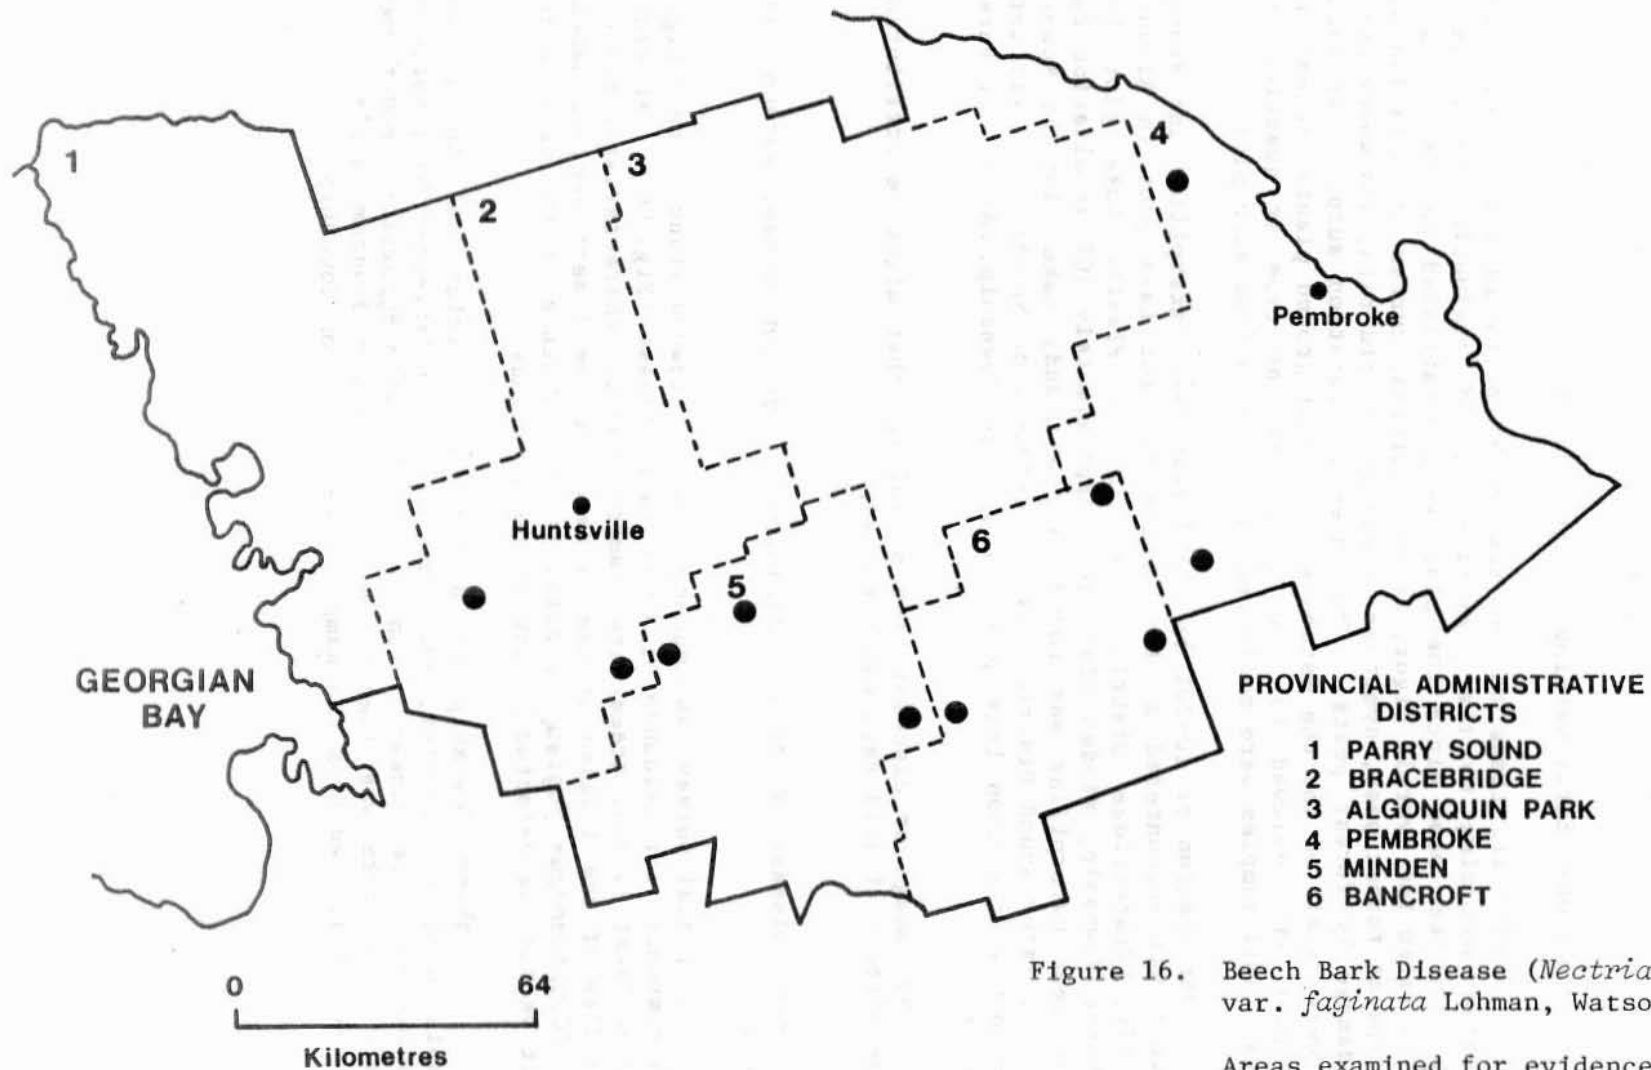 1
2
3
4
Pembroke
Huntsville
5
6
GEORGIAN
BAY
PROVINCIAL ADMINISTRATIVE
DISTRICTS
1 PARRY SOUND
2 BRACEBRIDGE
3 ALGONQUIN PARK
4 PEMBROKE
5 MINDEN
6 BANCROFT
0 64
Kilometres
Figure 16. Beech Bark Disease (Nectria
var. faginata Lohman, Watso
Areas examined for evidence